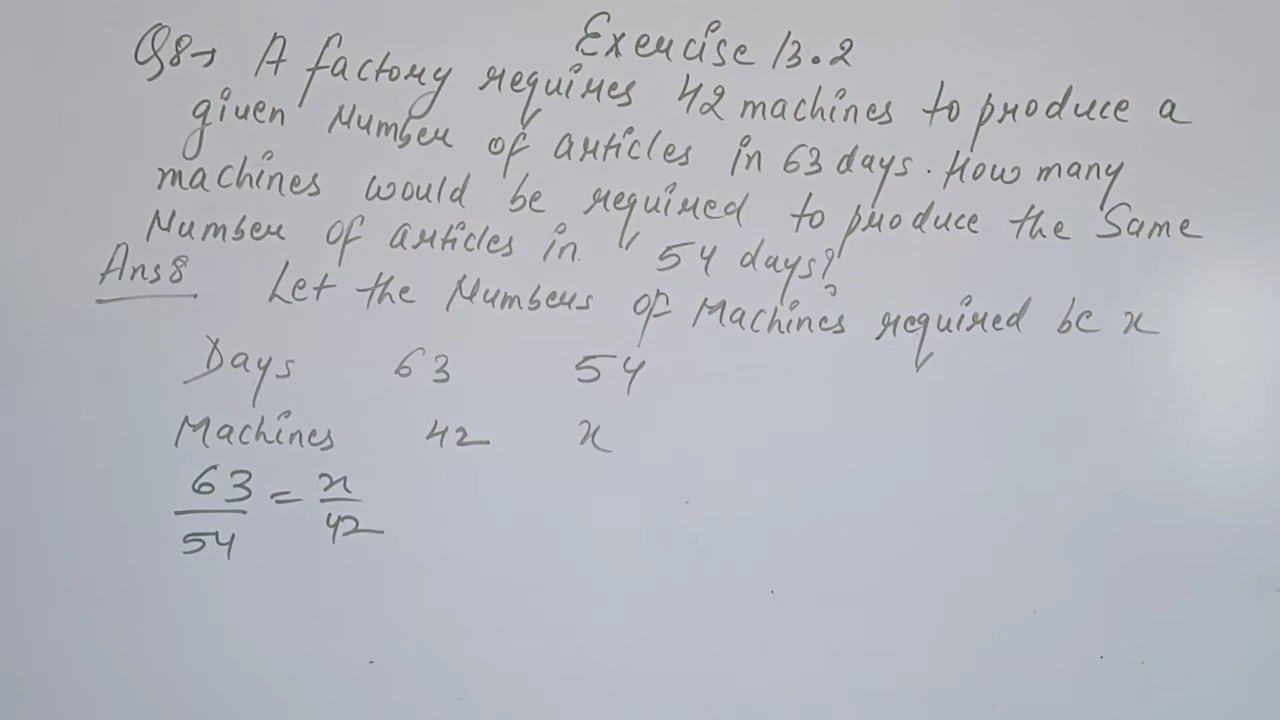 Exercise 13.2
Q8→ A factory requires 42 machines to produce a
given Number of articles in 63 days. How many
machines would be required to produce the Same
Number of articles in 54 days?
Ans8 Let the Numbers of Machines required be x
Days 63 54
Machines 42 x
63/54 = x/42